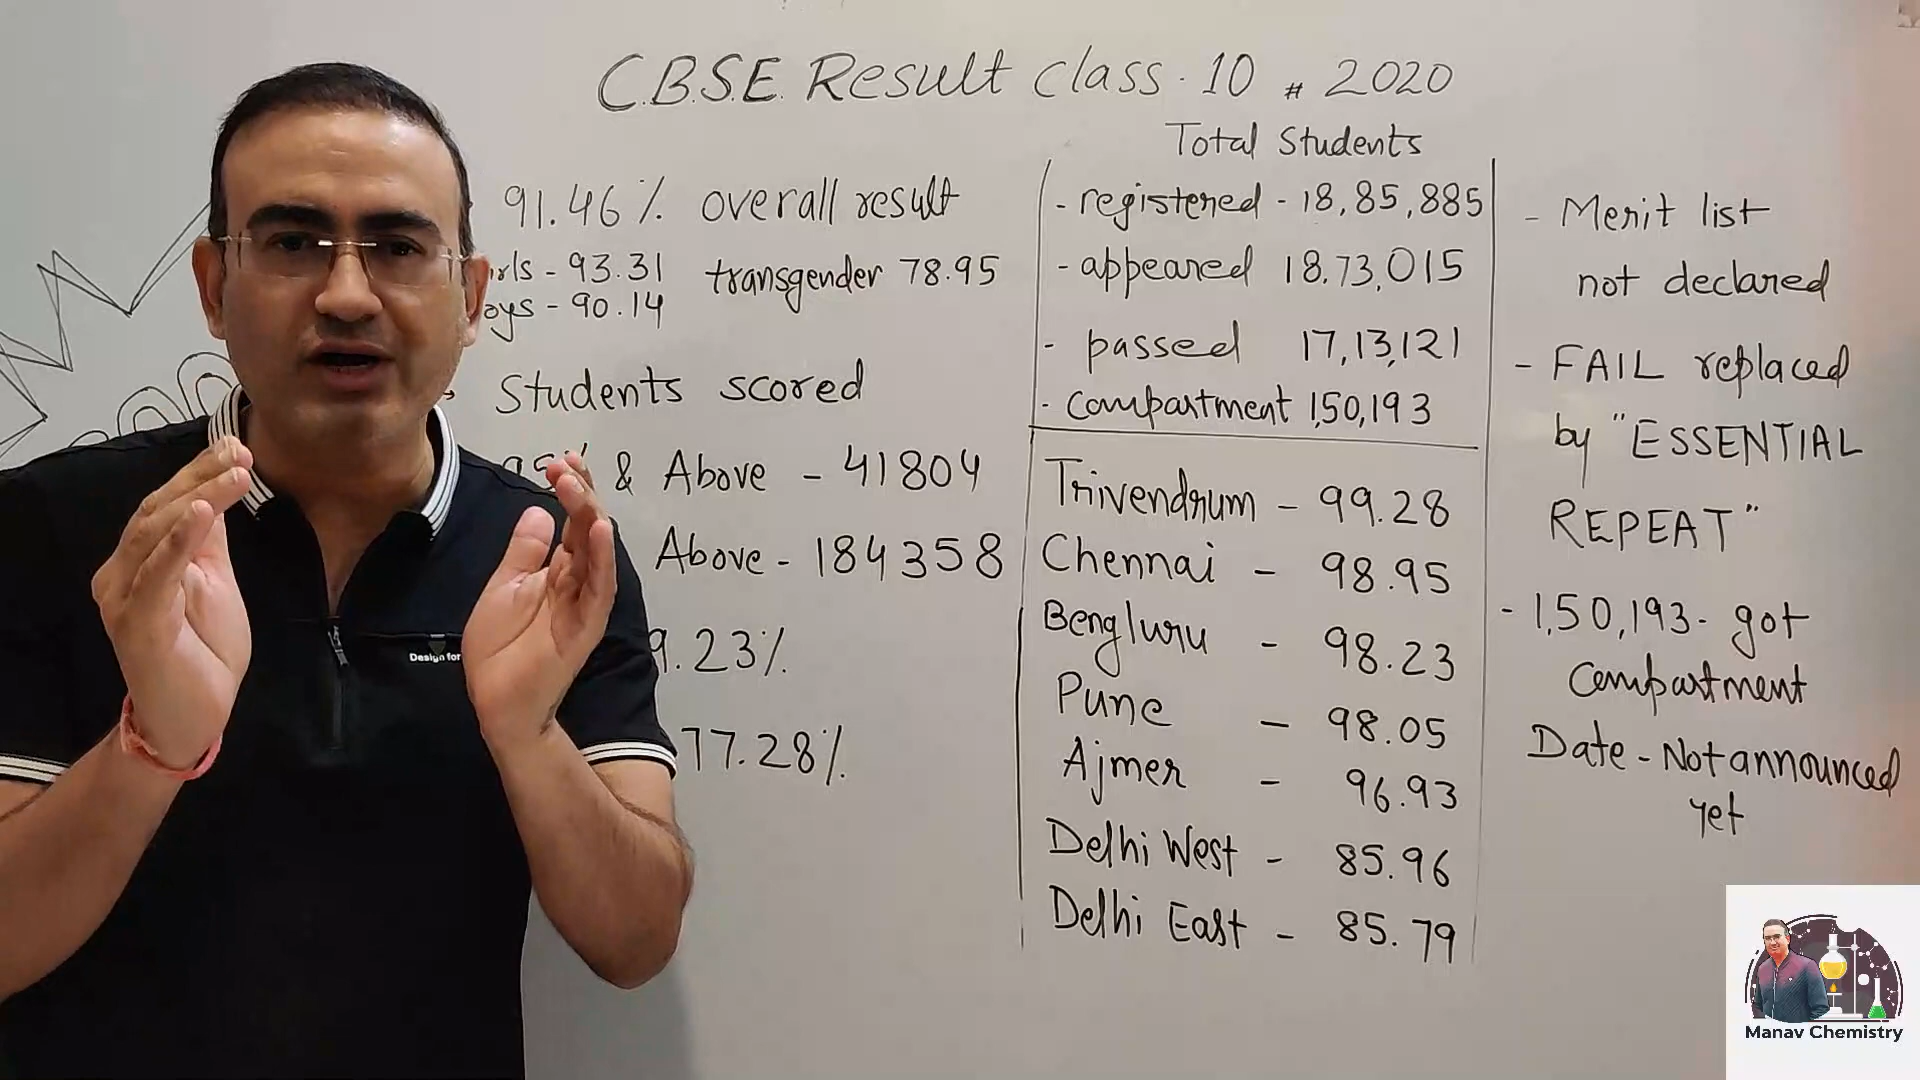 C.B.S.E. Result Class - 10 # 2020
91.46% overall result
rls - 93.31 transgender 78.95
oys - 90.14
Students scored
95% & Above - 41804
Above - 184358
9.23%
77.28%
Total Students
- registered - 18,85,885
- appeared 18,73,015
- passed 17,13,121
- compartment 1,50,193
Trivendrum - 99.28
Chennai - 98.95
Bengluru - 98.23
Pune - 98.05
Ajmer - 96.93
Delhi West - 85.96
Delhi East - 85.79
- Merit list
not declared
- FAIL replaced
by "ESSENTIAL
REPEAT"
- 1,50,193 - got
compartment
Date - Not announced
yet
Design for
Manav Chemistry